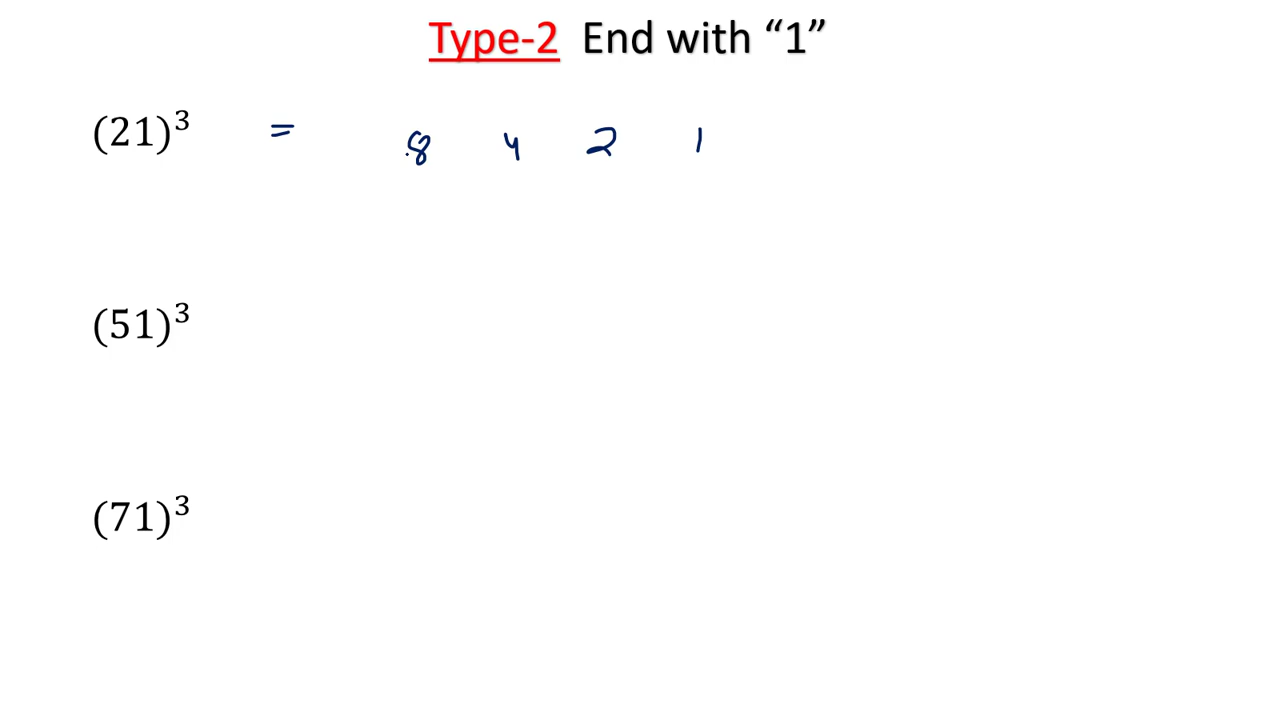 Type-2 End with “1”
(21)³ = 8 4 2 1
(51)³
(71)³